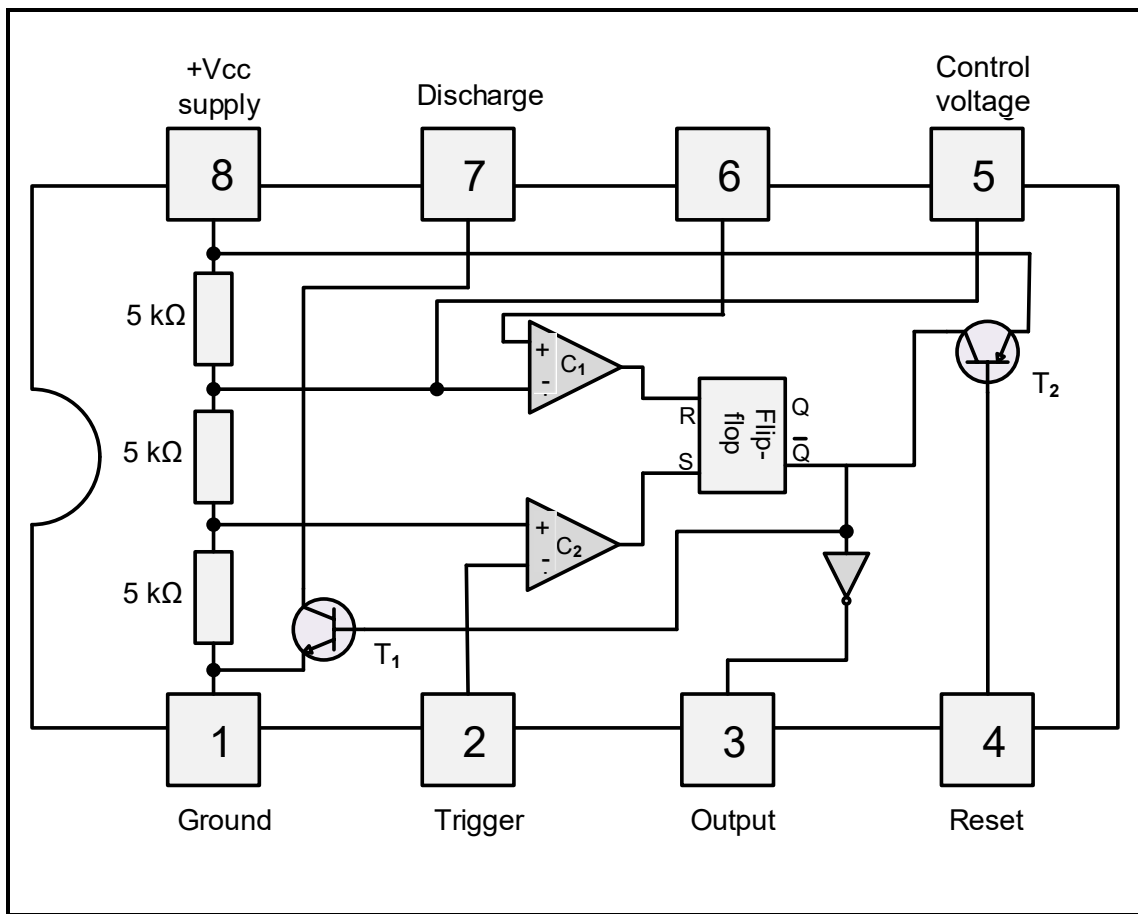 +Vcc
supply
Discharge
Control
voltage
8
7
6
5
5 kΩ
+
-
C1
T2
R
Q
Flip-
flop
S
Q̅
5 kΩ
+
-
C2
5 kΩ
T1
1
2
3
4
Ground
Trigger
Output
Reset